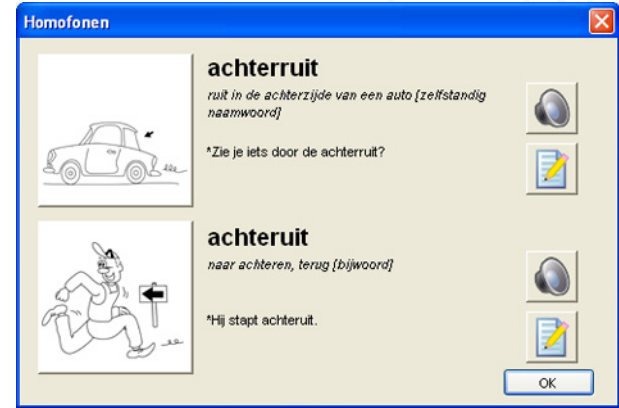 Homofonen
achterruit
ruit in de achterzijde van een auto [zelfstandig
naamwoord]
*Zie je iets door de achterruit?
achteruit
naar achteren, terug [bijwoord]
*Hij stapt achteruit.
OK